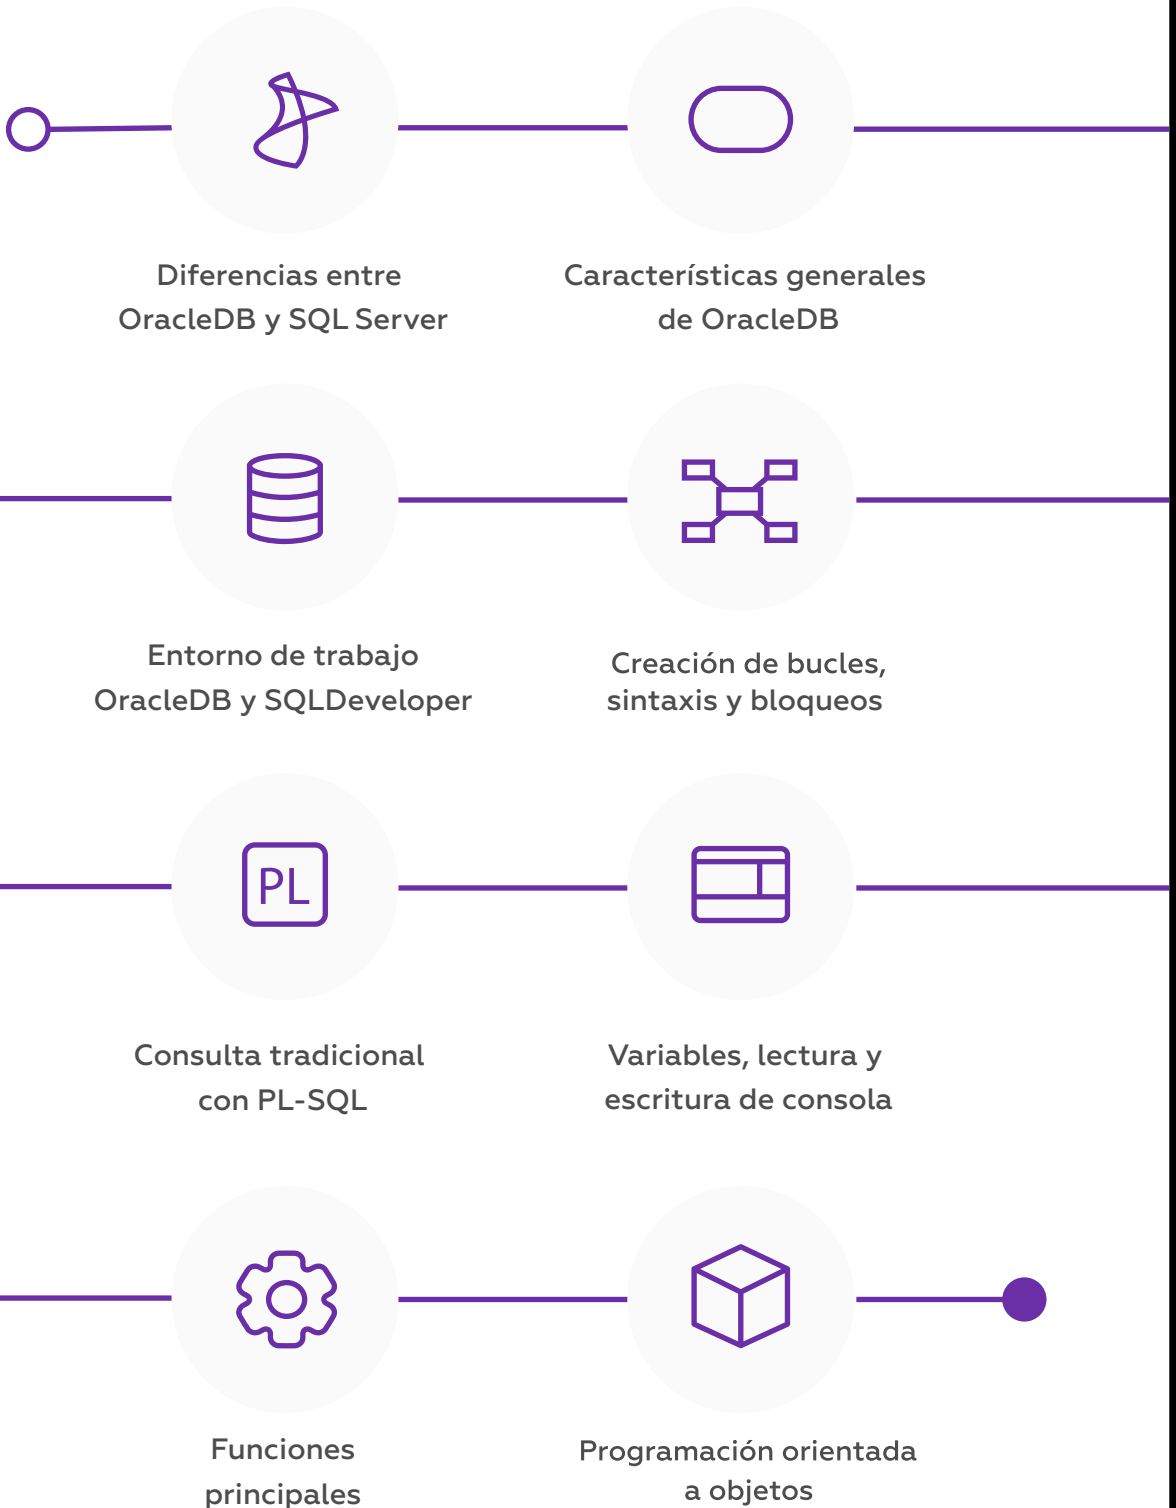 Diferencias entre
OracleDB y SQL Server
Características generales
de OracleDB
Entorno de trabajo
OracleDB y SQLDeveloper
Creación de bucles,
sintaxis y bloqueos
PL
Consulta tradicional
con PL-SQL
Variables, lectura y
escritura de consola
Funciones
principales
Programación orientada
a objetos